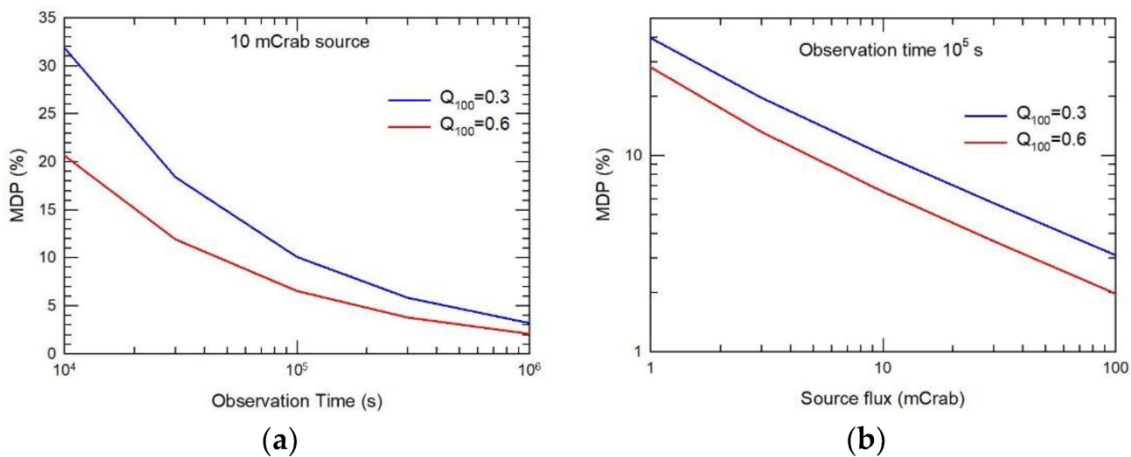 10 mCrab source
Q₁₀₀=0.3
Q₁₀₀=0.6
MDP (%)
35
30
25
20
15
10
5
0
10⁴
10⁵
10⁶
Observation Time (s)
(a)
Observation time 10⁵ s
Q₁₀₀=0.3
Q₁₀₀=0.6
MDP (%)
10
1
1
10
100
Source flux (mCrab)
(b)